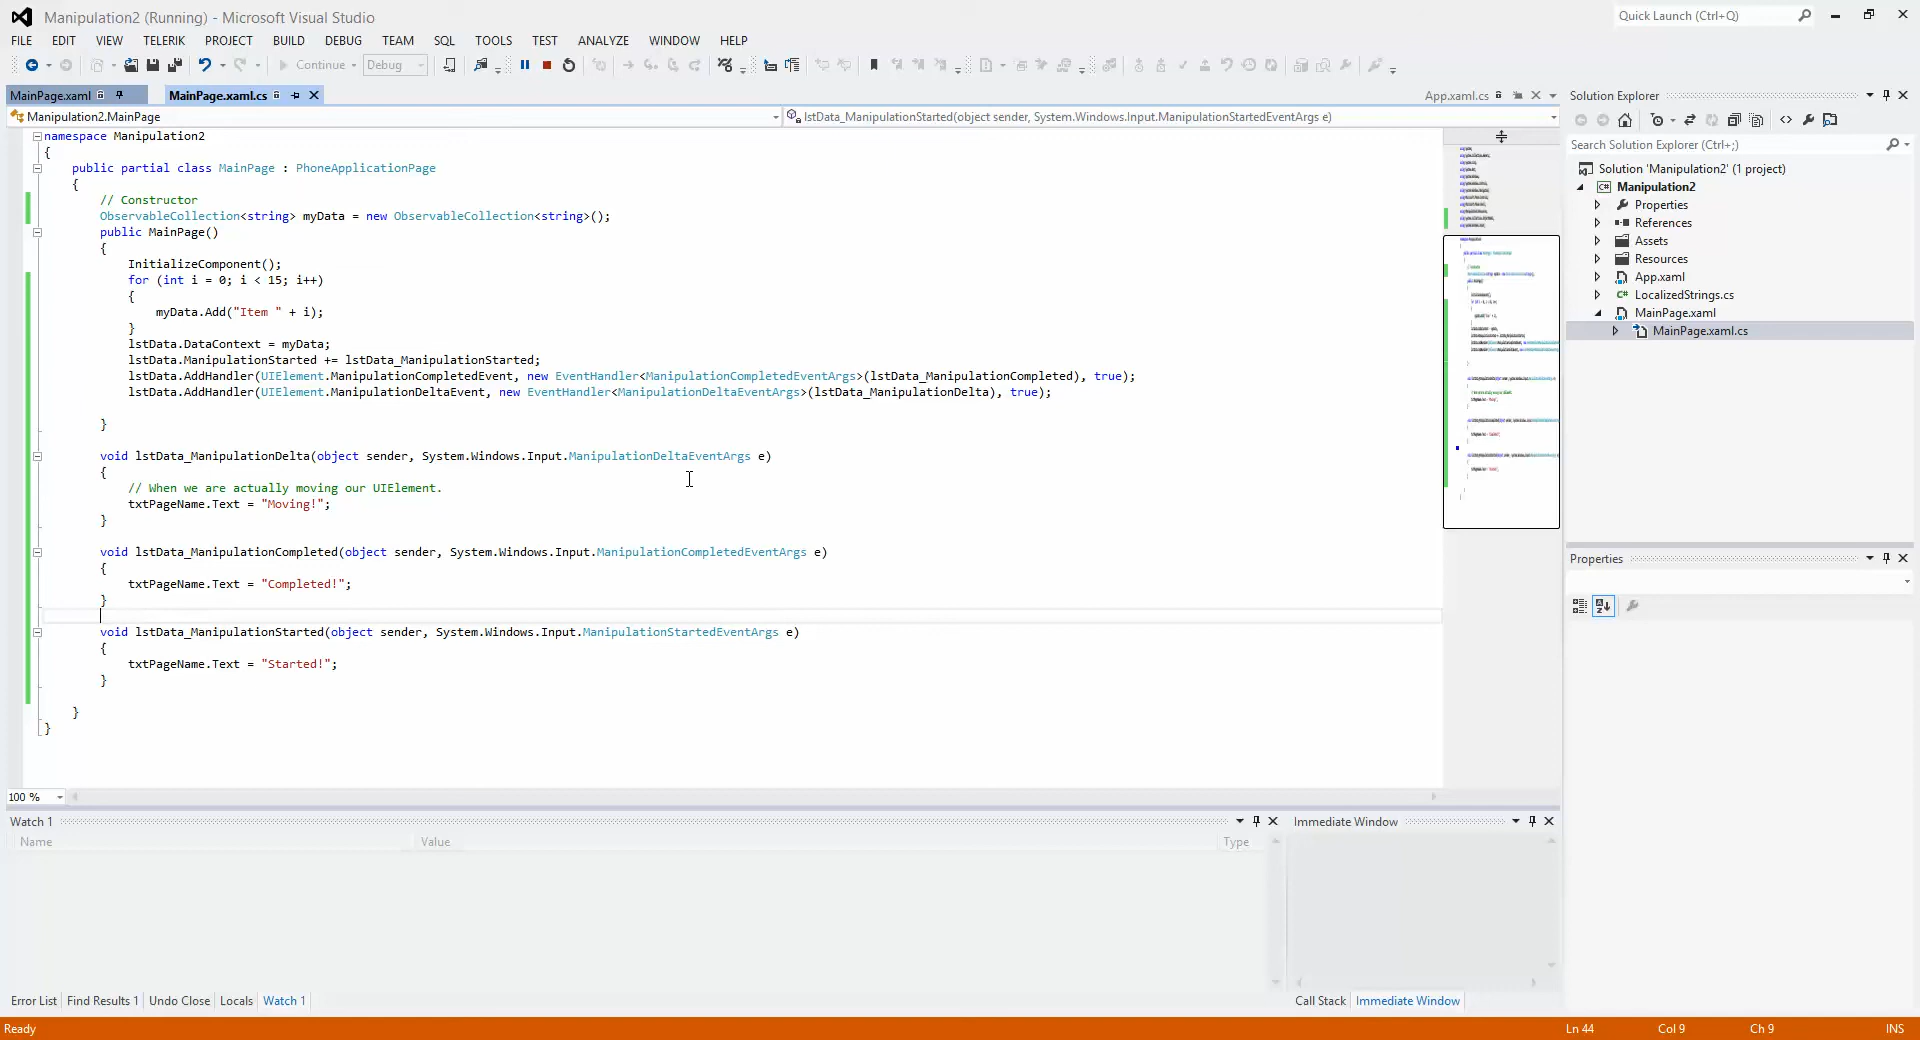 Manipulation2 (Running) - Microsoft Visual Studio
Quick Launch (Ctrl+Q)
FILE EDIT VIEW TELERIK PROJECT BUILD DEBUG TEAM SQL TOOLS TEST ANALYZE WINDOW HELP
Continue Debug
MainPage.xaml MainPage.xaml.cs App.xaml.cs
Manipulation2.MainPage lstData_ManipulationStarted(object sender, System.Windows.Input.ManipulationStartedEventArgs e)
namespace Manipulation2
{
public partial class MainPage : PhoneApplicationPage
{
// Constructor
ObservableCollection<string> myData = new ObservableCollection<string>();
public MainPage()
{
InitializeComponent();
for (int i = 0; i < 15; i++)
{
myData.Add("Item " + i);
}
lstData.DataContext = myData;
lstData.ManipulationStarted += lstData_ManipulationStarted;
lstData.AddHandler(UIElement.ManipulationCompletedEvent, new EventHandler<ManipulationCompletedEventArgs>(lstData_ManipulationCompleted), true);
lstData.AddHandler(UIElement.ManipulationDeltaEvent, new EventHandler<ManipulationDeltaEventArgs>(lstData_ManipulationDelta), true);
}
void lstData_ManipulationDelta(object sender, System.Windows.Input.ManipulationDeltaEventArgs e)
{
// When we are actually moving our UIElement.
txtPageName.Text = "Moving!";
}
void lstData_ManipulationCompleted(object sender, System.Windows.Input.ManipulationCompletedEventArgs e)
{
txtPageName.Text = "Completed!";
}
void lstData_ManipulationStarted(object sender, System.Windows.Input.ManipulationStartedEventArgs e)
{
txtPageName.Text = "Started!";
}
}
}
100 %
Solution Explorer
Search Solution Explorer (Ctrl+;)
Solution 'Manipulation2' (1 project)
C# Manipulation2
Properties
References
Assets
Resources
App.xaml
C# LocalizedStrings.cs
MainPage.xaml
MainPage.xaml.cs
Properties
Watch 1
Name Value Type
Immediate Window
Error List Find Results 1 Undo Close Locals Watch 1
Call Stack Immediate Window
Ready Ln 44 Col 9 Ch 9 INS